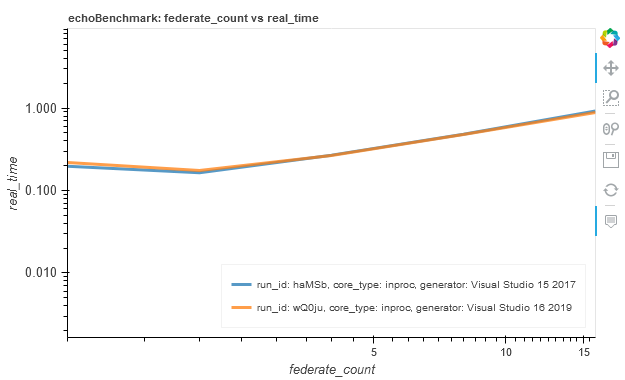 echoBenchmark: federate_count vs real_time
1.000
0.100
0.010
real_time
run_id: haMSb, core_type: inproc, generator: Visual Studio 15 2017
run_id: wQ0ju, core_type: inproc, generator: Visual Studio 16 2019
5 10 15
federate_count